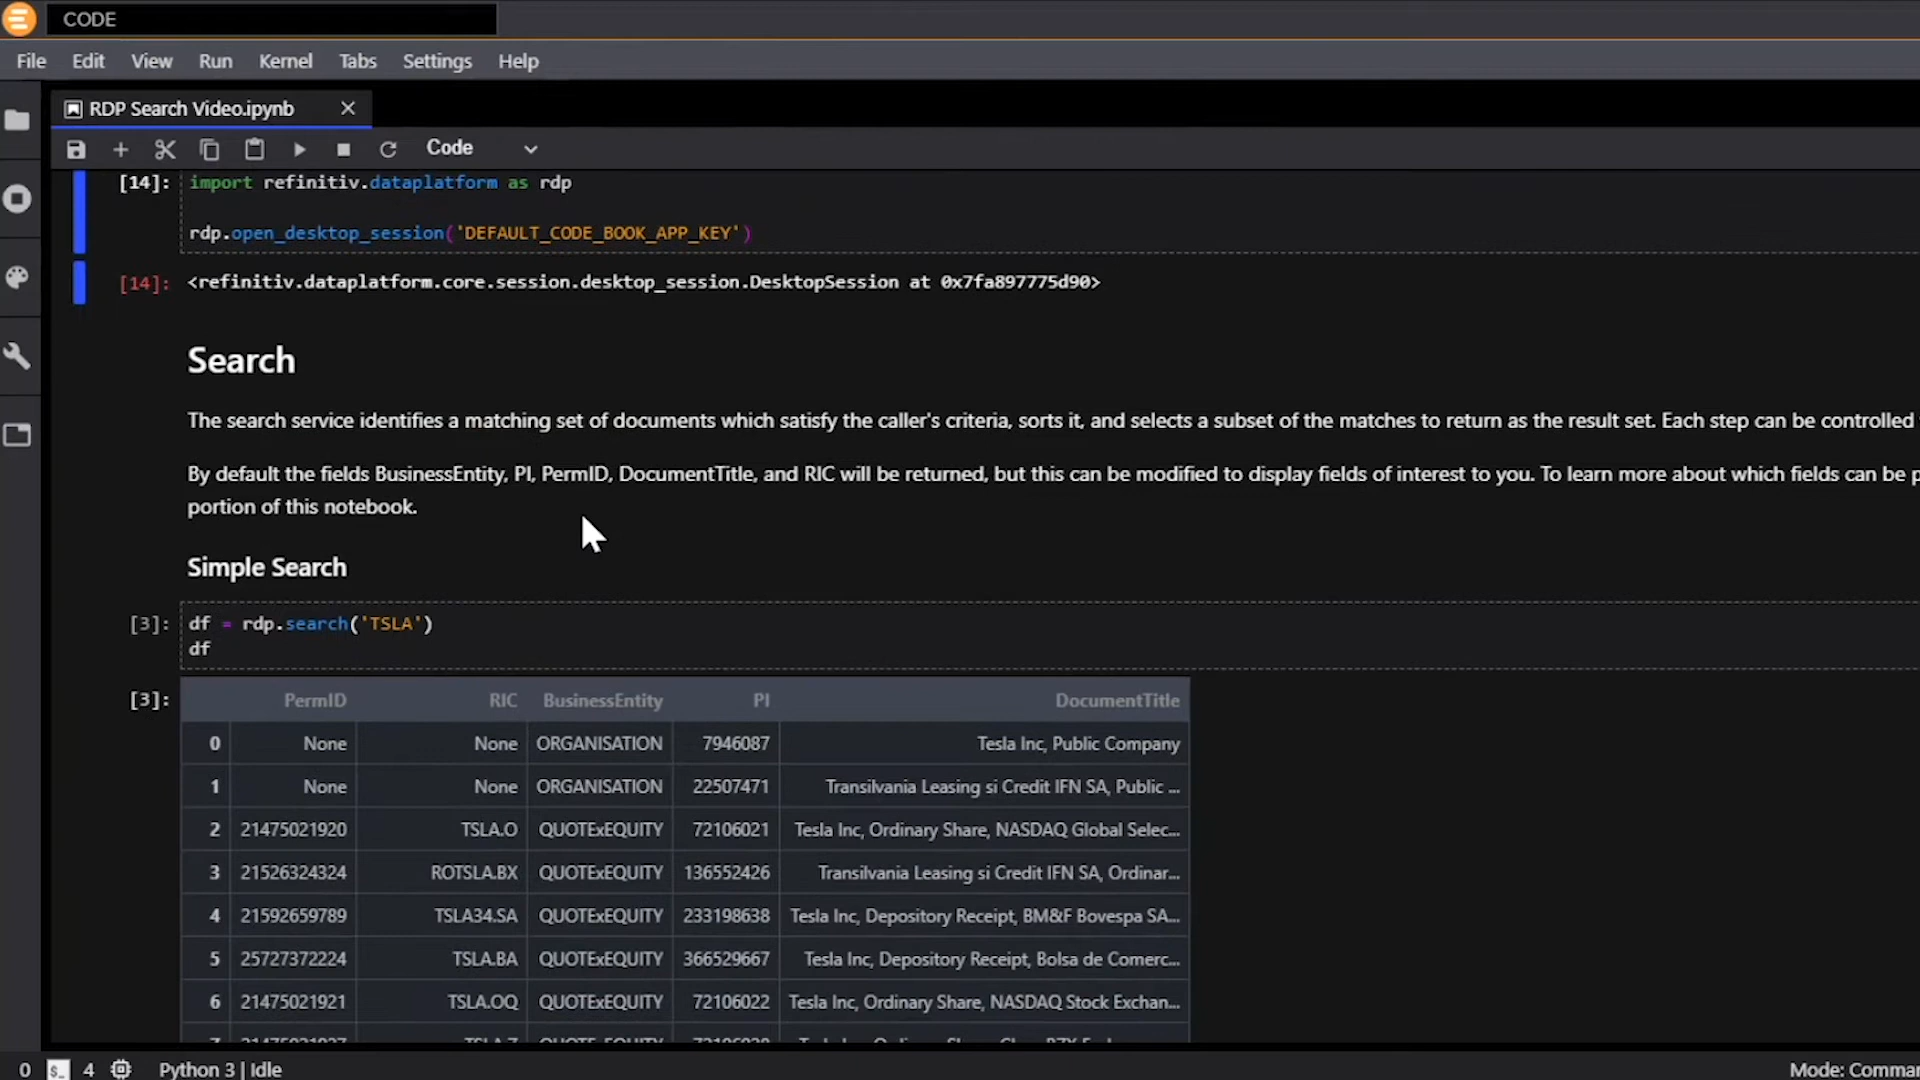 CODE
File Edit View Run Kernel Tabs Settings Help
RDP Search Video.ipynb
Code
[14]: import refinitiv.dataplatform as rdp
rdp.open_desktop_session('DEFAULT_CODE_BOOK_APP_KEY')
[14]: <refinitiv.dataplatform.core.session.desktop_session.DesktopSession at 0x7fa897775d90>
Search
The search service identifies a matching set of documents which satisfy the caller's criteria, sorts it, and selects a subset of the matches to return as the result set. Each step can be controlled
By default the fields BusinessEntity, PI, PermID, DocumentTitle, and RIC will be returned, but this can be modified to display fields of interest to you. To learn more about which fields can be
portion of this notebook.
Simple Search
[3]: df = rdp.search('TSLA')
df
[3]: PermID RIC BusinessEntity PI DocumentTitle
0 None None ORGANISATION 7946087 Tesla Inc, Public Company
1 None None ORGANISATION 22507471 Transilvania Leasing si Credit IFN SA, Public ...
2 21475021920 TSLA.O QUOTExEQUITY 72106021 Tesla Inc, Ordinary Share, NASDAQ Global Selec...
3 21526324324 ROTSLA.BX QUOTExEQUITY 136552426 Transilvania Leasing si Credit IFN SA, Ordinar...
4 21592659789 TSLA34.SA QUOTExEQUITY 233198638 Tesla Inc, Depository Receipt, BM&F Bovespa SA...
5 25727372224 TSLA.BA QUOTExEQUITY 366529667 Tesla Inc, Depository Receipt, Bolsa de Comerc...
6 21475021921 TSLA.OQ QUOTExEQUITY 72106022 Tesla Inc, Ordinary Share, NASDAQ Stock Exchan...
0 $_ 4 Python 3 | Idle Mode: